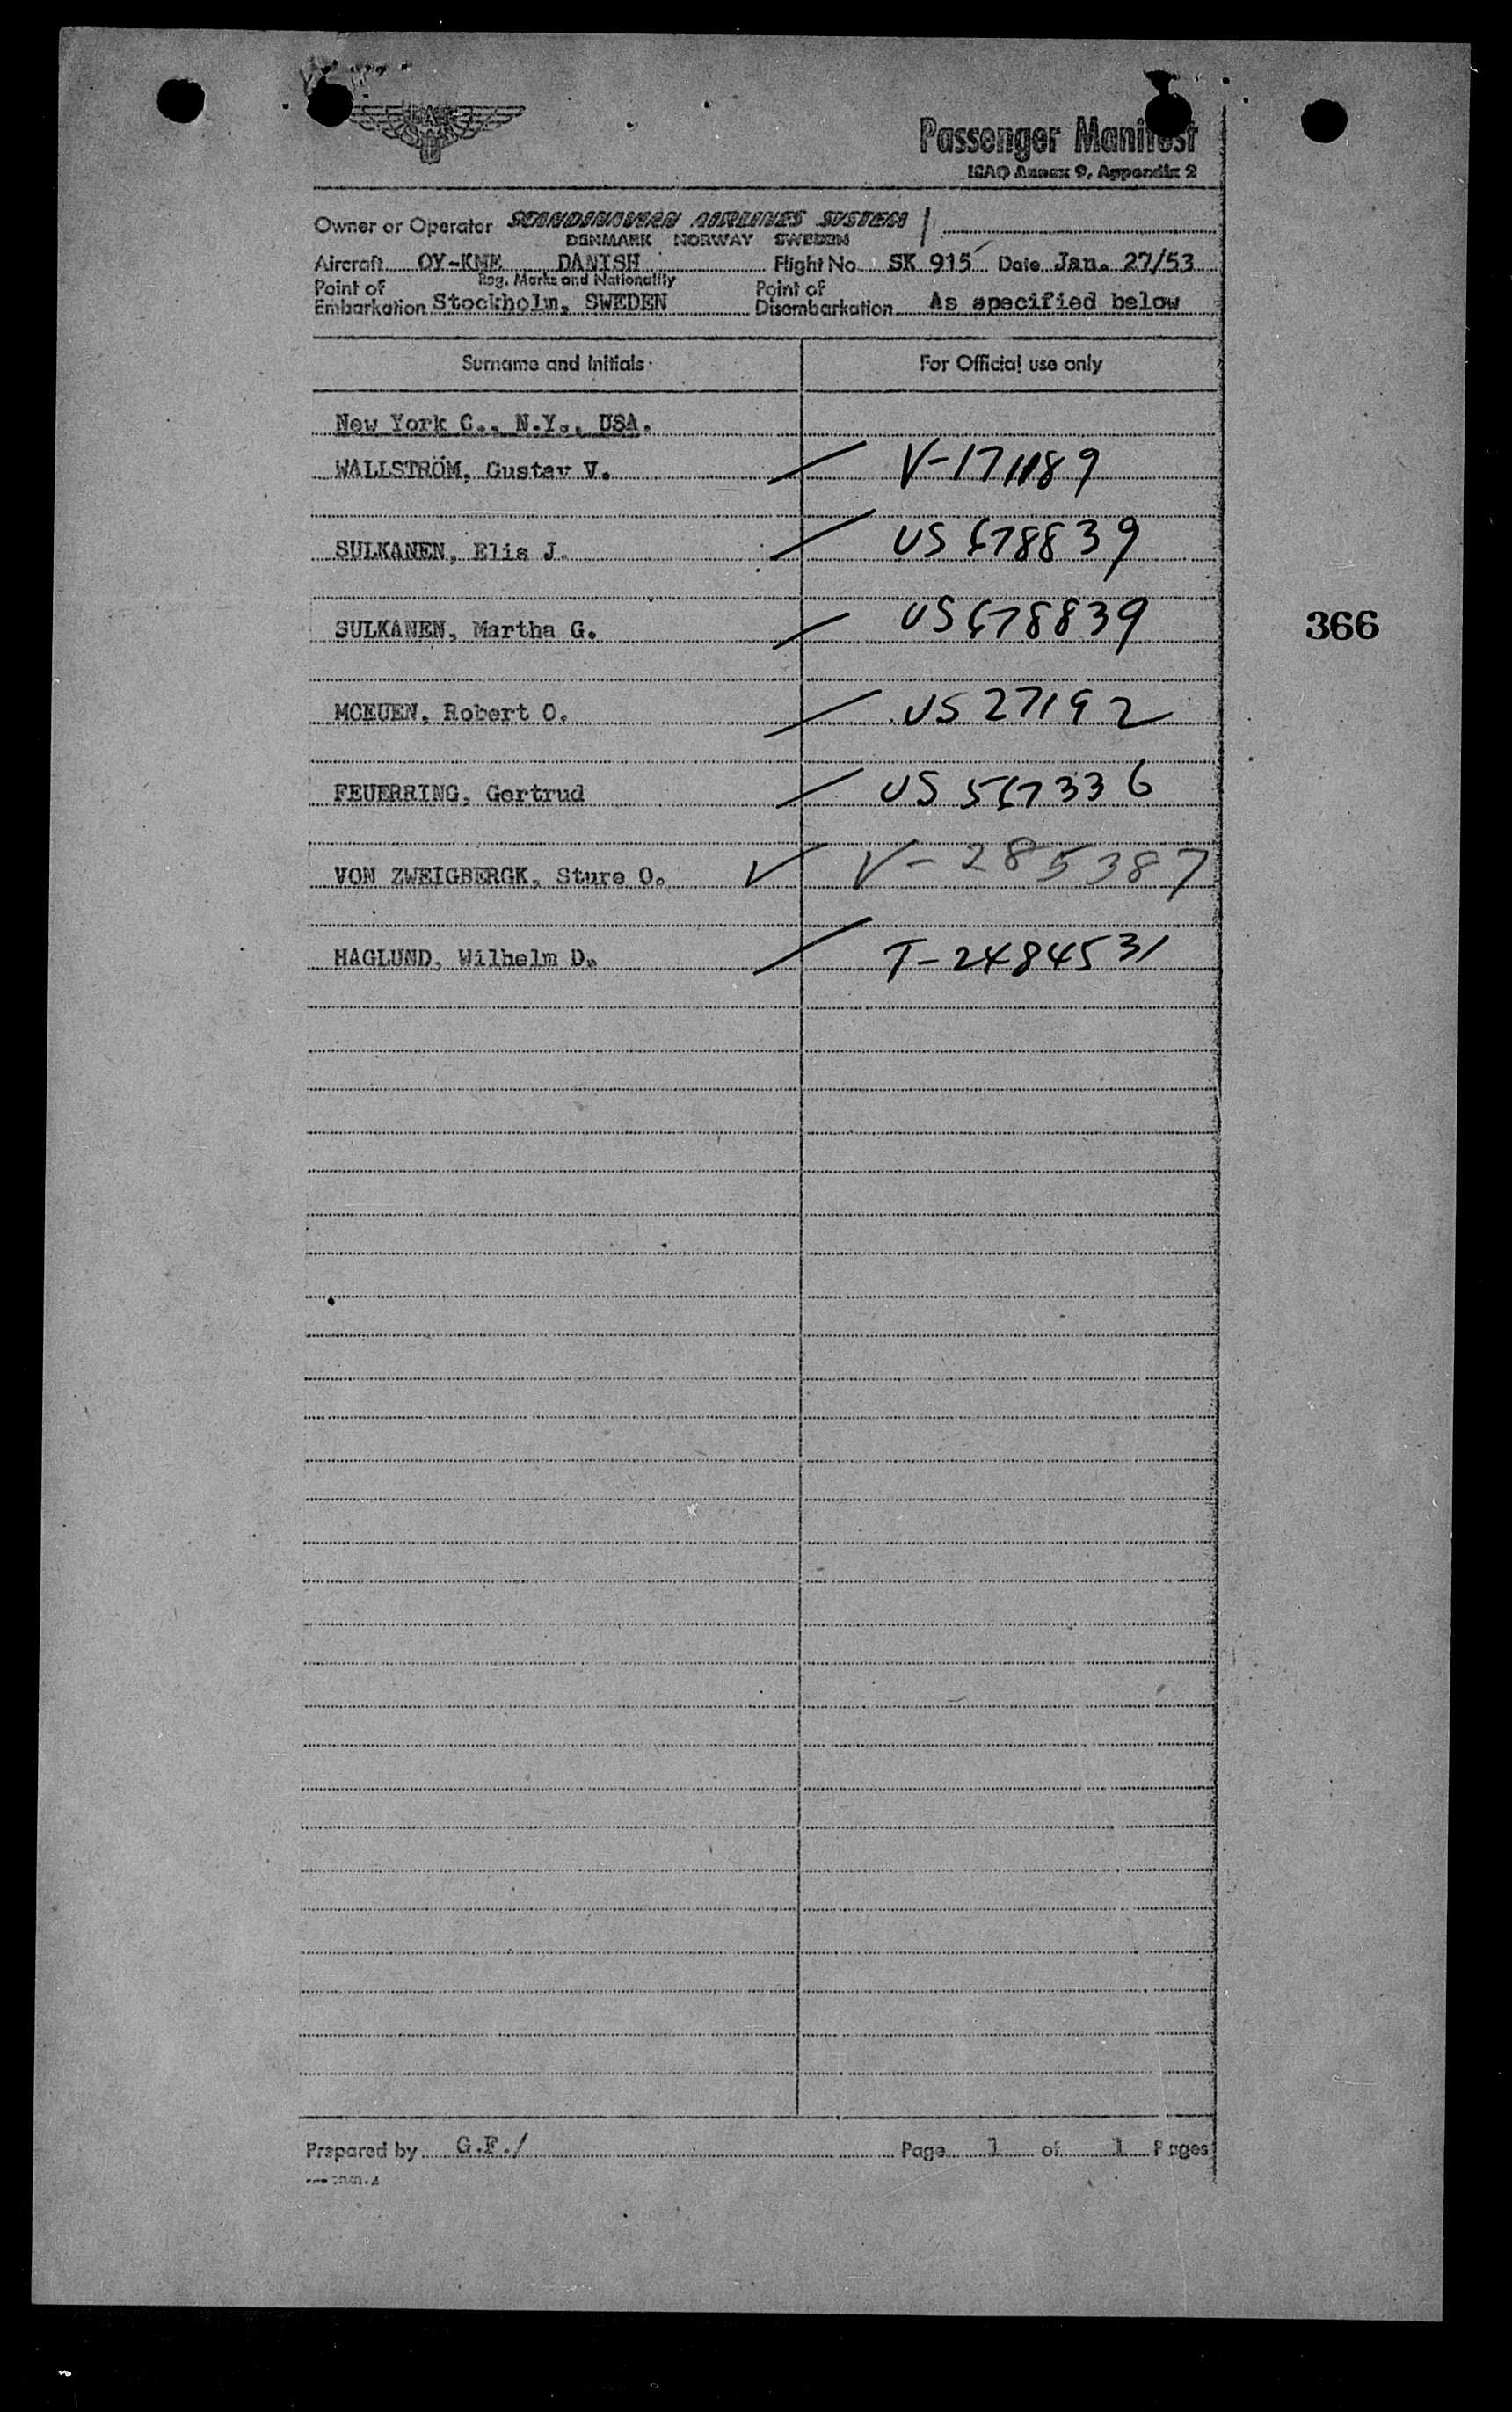 SAS
Passenger Manifest
ICAO Annex 9, Appendix 2
Owner or Operator SCANDINAVIAN AIRLINES SYSTEM
DENMARK NORWAY SWEDEN
Aircraft OY-KME DANISH Flight No. SK 915 Date Jan. 27/53
Reg. Marks and Nationality
Point of Embarkation Stockholm, SWEDEN Point of Disembarkation As specified below
Surname and Initials For Official use only
New York C., N.Y., USA.
WALLSTRÖM, Gustav V. V-171189
SULKANEN, Elis J. US 678839
SULKANEN, Martha G. US 678839
366
MCEUEN, Robert O. US 27192
FEUERRING, Gertrud US 567336
VON ZWEIGBERGK, Sture O. V-285387
HAGLUND, Wilhelm D. T-2484531
Prepared by G.F./ Page 1 of 1 Pages